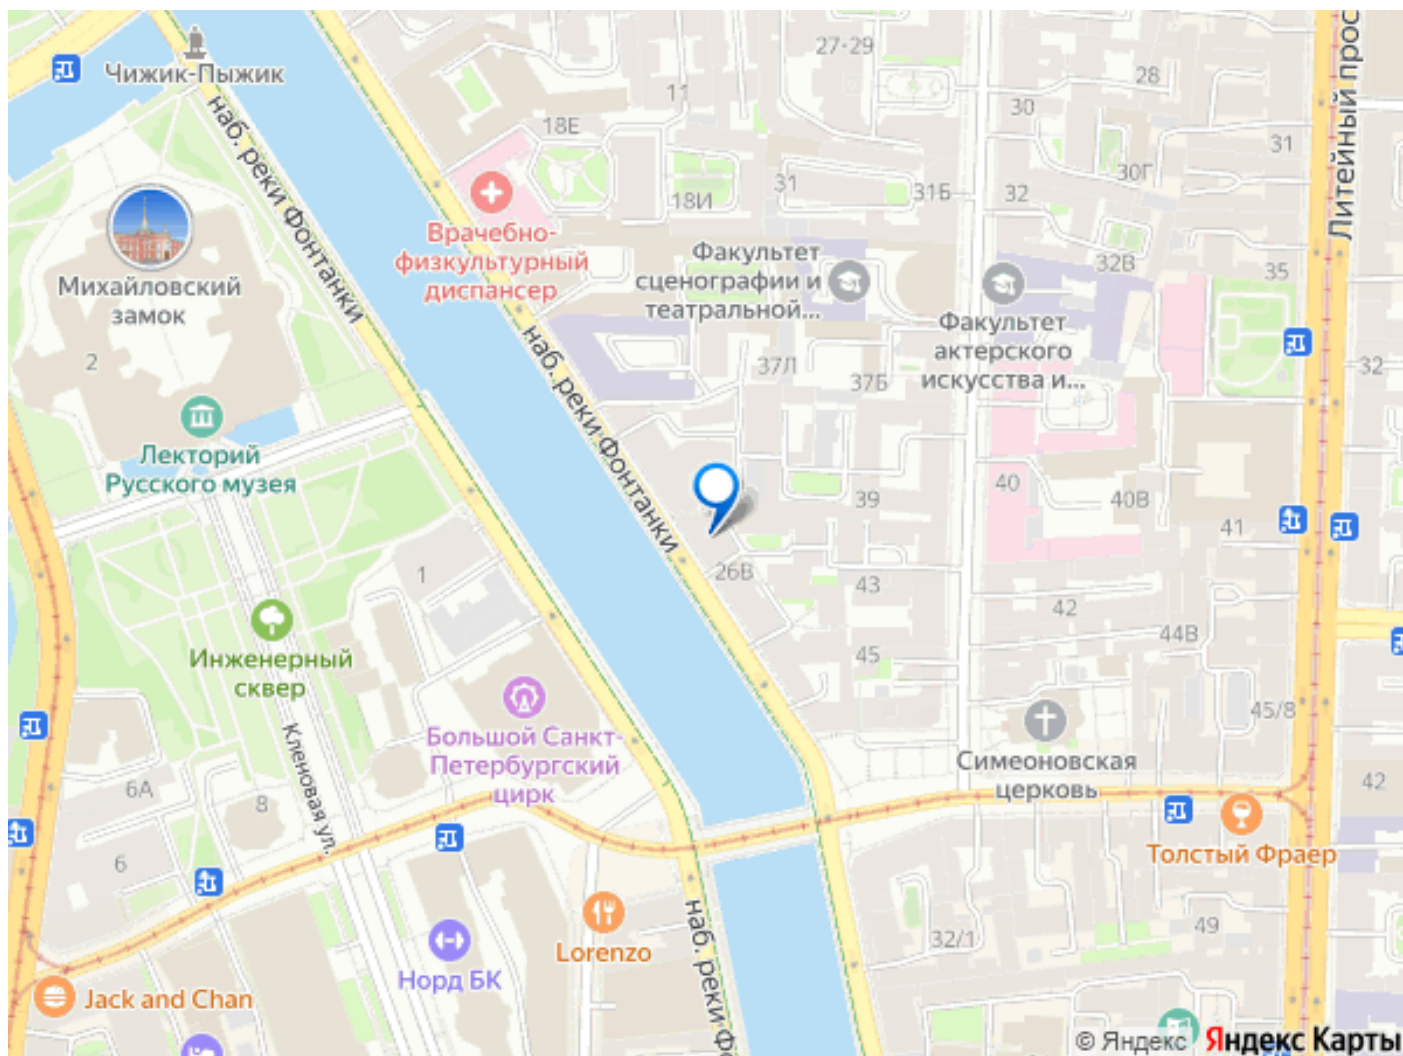 27-29
Чижик-Пыжик
28
11
30
18Е
31
30Г
наб. реки Фонтанки
Литейный прос
18И
31
31Б
32
Врачебно-
физкультурный
диспансер
Факультет
сценографии и
театральной...
32В
35
Михайловский
замок
Факультет
актерского
искусства и...
2
37Л
37Б
32
наб. реки Фонтанки
Лекторий
Русского музея
40
40В
39
41
1
26В
43
42
44В
Инженерный
сквер
45
45/8
Большой Санкт-
Петербургский
цирк
Симеоновская
церковь
Кленовая ул.
6А
8
42
6
Толстый Фраер
наб. реки Фо
32/1
49
Lorenzo
Норд БК
Jack and Chan
© Яндекс Яндекс Карты